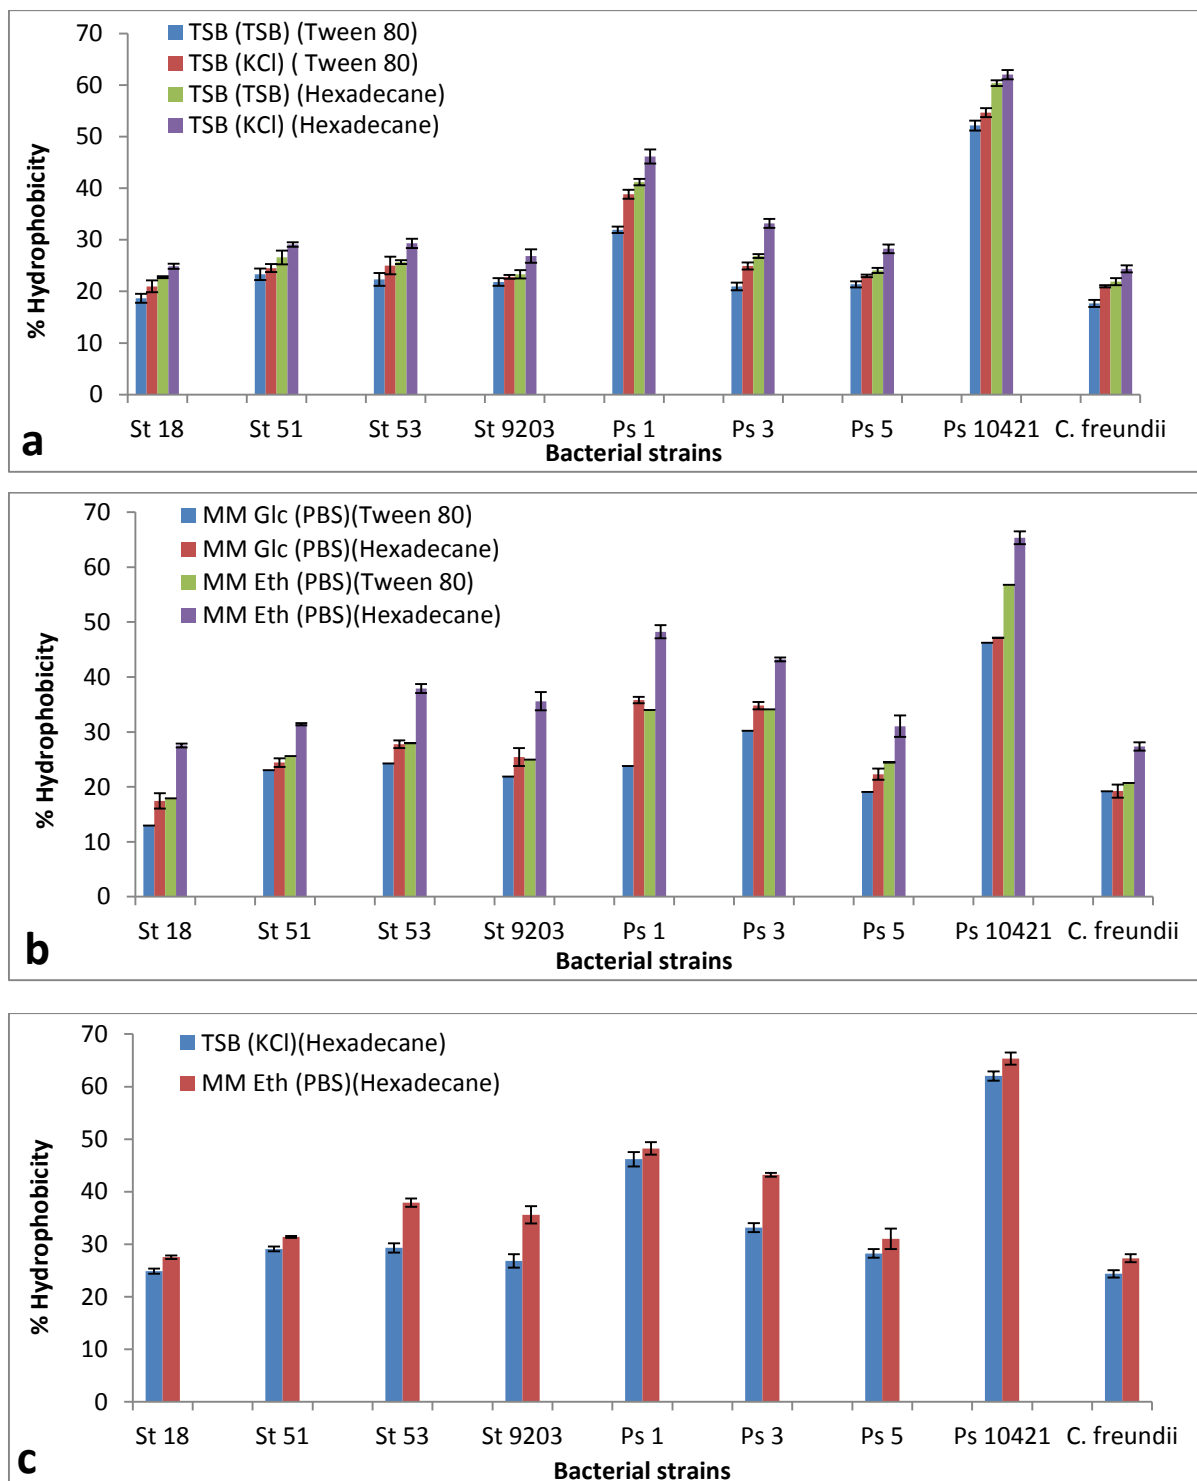 70
60
50
40
30
20
10
0
% Hydrophobicity
TSB (TSB) (Tween 80)
TSB (KCl) ( Tween 80)
TSB (TSB) (Hexadecane)
TSB (KCl) (Hexadecane)
St 18 St 51 St 53 St 9203 Ps 1 Ps 3 Ps 5 Ps 10421 C. freundii
Bacterial strains
a
70
60
50
40
30
20
10
0
% Hydrophobicity
MM Glc (PBS)(Tween 80)
MM Glc (PBS)(Hexadecane)
MM Eth (PBS)(Tween 80)
MM Eth (PBS)(Hexadecane)
St 18 St 51 St 53 St 9203 Ps 1 Ps 3 Ps 5 Ps 10421 C. freundii
Bacterial strains
b
70
60
50
40
30
20
10
0
% Hydrophobicity
TSB (KCl)(Hexadecane)
MM Eth (PBS)(Hexadecane)
St 18 St 51 St 53 St 9203 Ps 1 Ps 3 Ps 5 Ps 10421 C. freundii
Bacterial strains
c